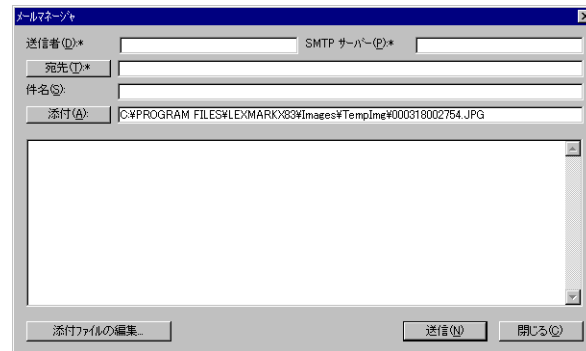 メールマネージャ
送信者(D):* SMTP サーバー(P):*
宛先(T):*
件名(S):
添付(A): C:¥PROGRAM FILES¥LEXMARKX83¥Images¥TempImg¥000318002754.JPG
添付ファイルの編集... 送信(N) 閉じる(C)